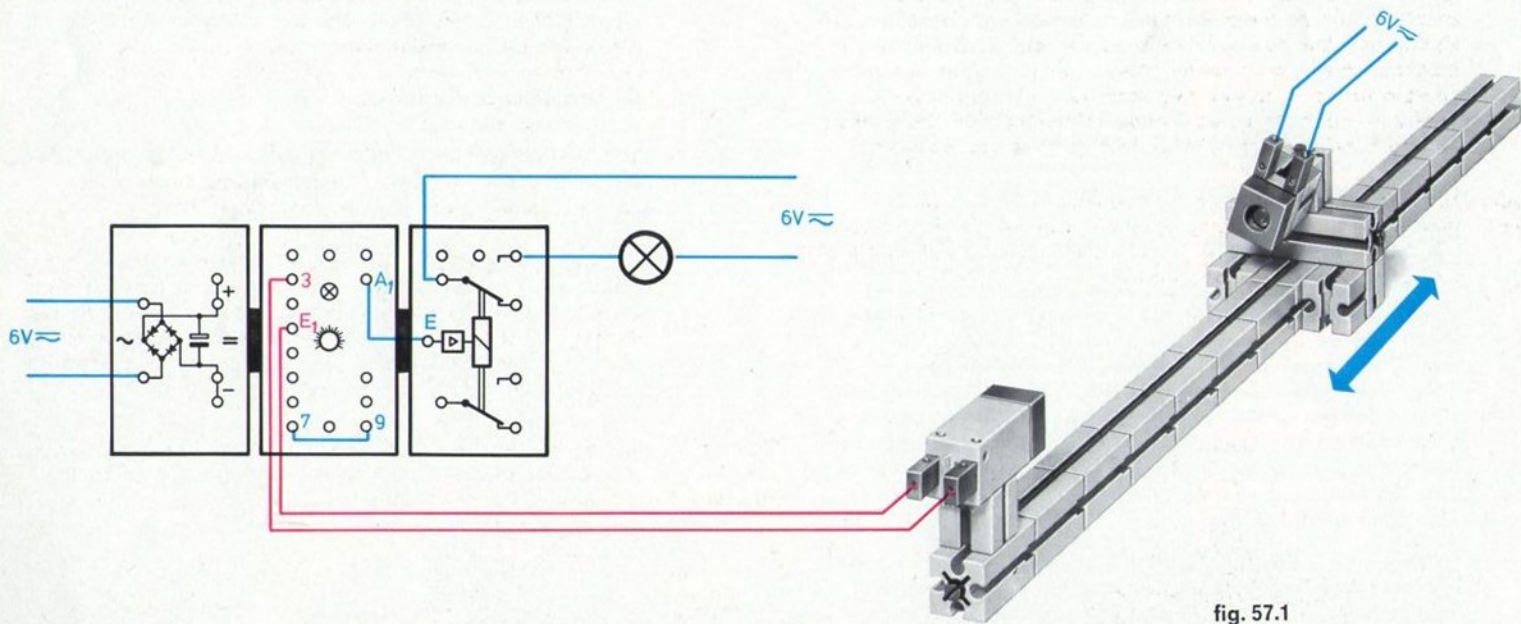 6V≂
6V≂
3
A1
+
E1
E
6V≂
~
=
−
7
9
fig. 57.1